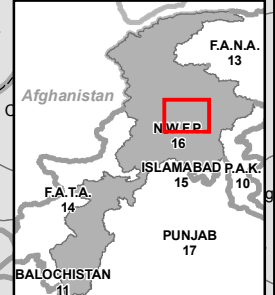 F.A.N.A.
13
Afghanistan
N.W.F.P.
16
ISLAMABAD
15
P.A.K.
10
F.A.T.A.
14
PUNJAB
17
BALOCHISTAN
11